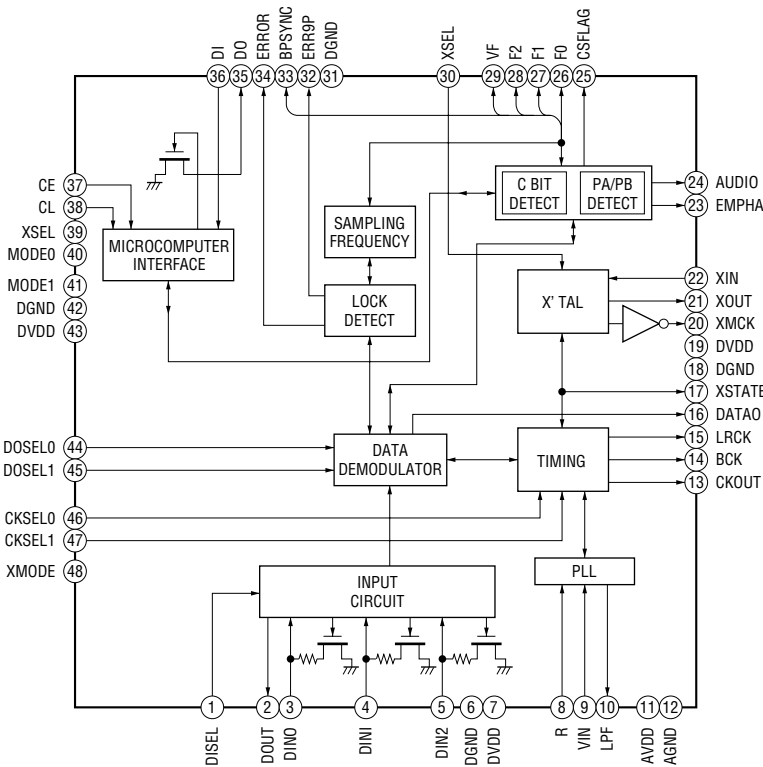 DI
DO
ERROR
BPSYNC
ERR9P
DGND
XSEL
VF
F2
F1
F0
CSFLAG
36
35
34
33
32
31
30
29
28
27
26
25
CE 37
CL 38
XSEL 39
MODE0 40
MODE1 41
DGND 42
DVDD 43
DOSEL0 44
DOSEL1 45
CKSEL0 46
CKSEL1 47
XMODE 48
MICROCOMPUTER
INTERFACE
SAMPLING
FREQUENCY
LOCK
DETECT
C BIT
DETECT
PA/PB
DETECT
X' TAL
DATA
DEMODULATOR
TIMING
INPUT
CIRCUIT
PLL
24 AUDIO
23 EMPHA
22 XIN
21 XOUT
20 XMCK
19 DVDD
18 DGND
17 XSTATE
16 DATAO
15 LRCK
14 BCK
13 CKOUT
1
2
3
4
5
6
7
8
9
10
11
12
DISEL
DOUT
DINO
DINI
DIN2
DGND
DVDD
R
VIN
LPF
AVDD
AGND